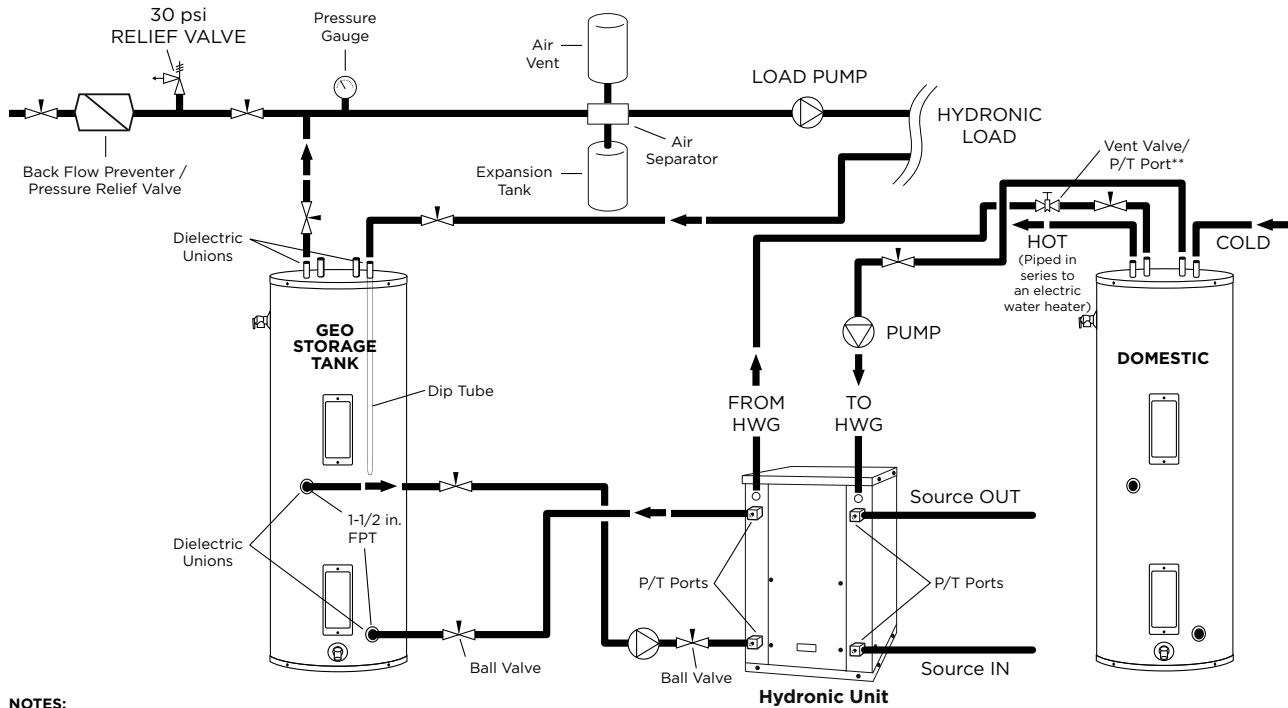 30 psi
RELIEF VALVE
Pressure
Gauge
Air
Vent
LOAD PUMP
HYDRONIC
LOAD
Back Flow Preventer /
Pressure Relief Valve
Air
Separator
Expansion
Tank
Vent Valve/
P/T Port**
Dielectric
Unions
HOT
(Piped in
series to
an electric
water heater)
COLD
GEO
STORAGE
TANK
PUMP
DOMESTIC
Dip Tube
FROM
HWG
TO
HWG
Source OUT
1-1/2 in.
FPT
Dielectric
Unions
P/T Ports
P/T Ports
Ball Valve
Ball Valve
Source IN
Hydronic Unit
NOTES: